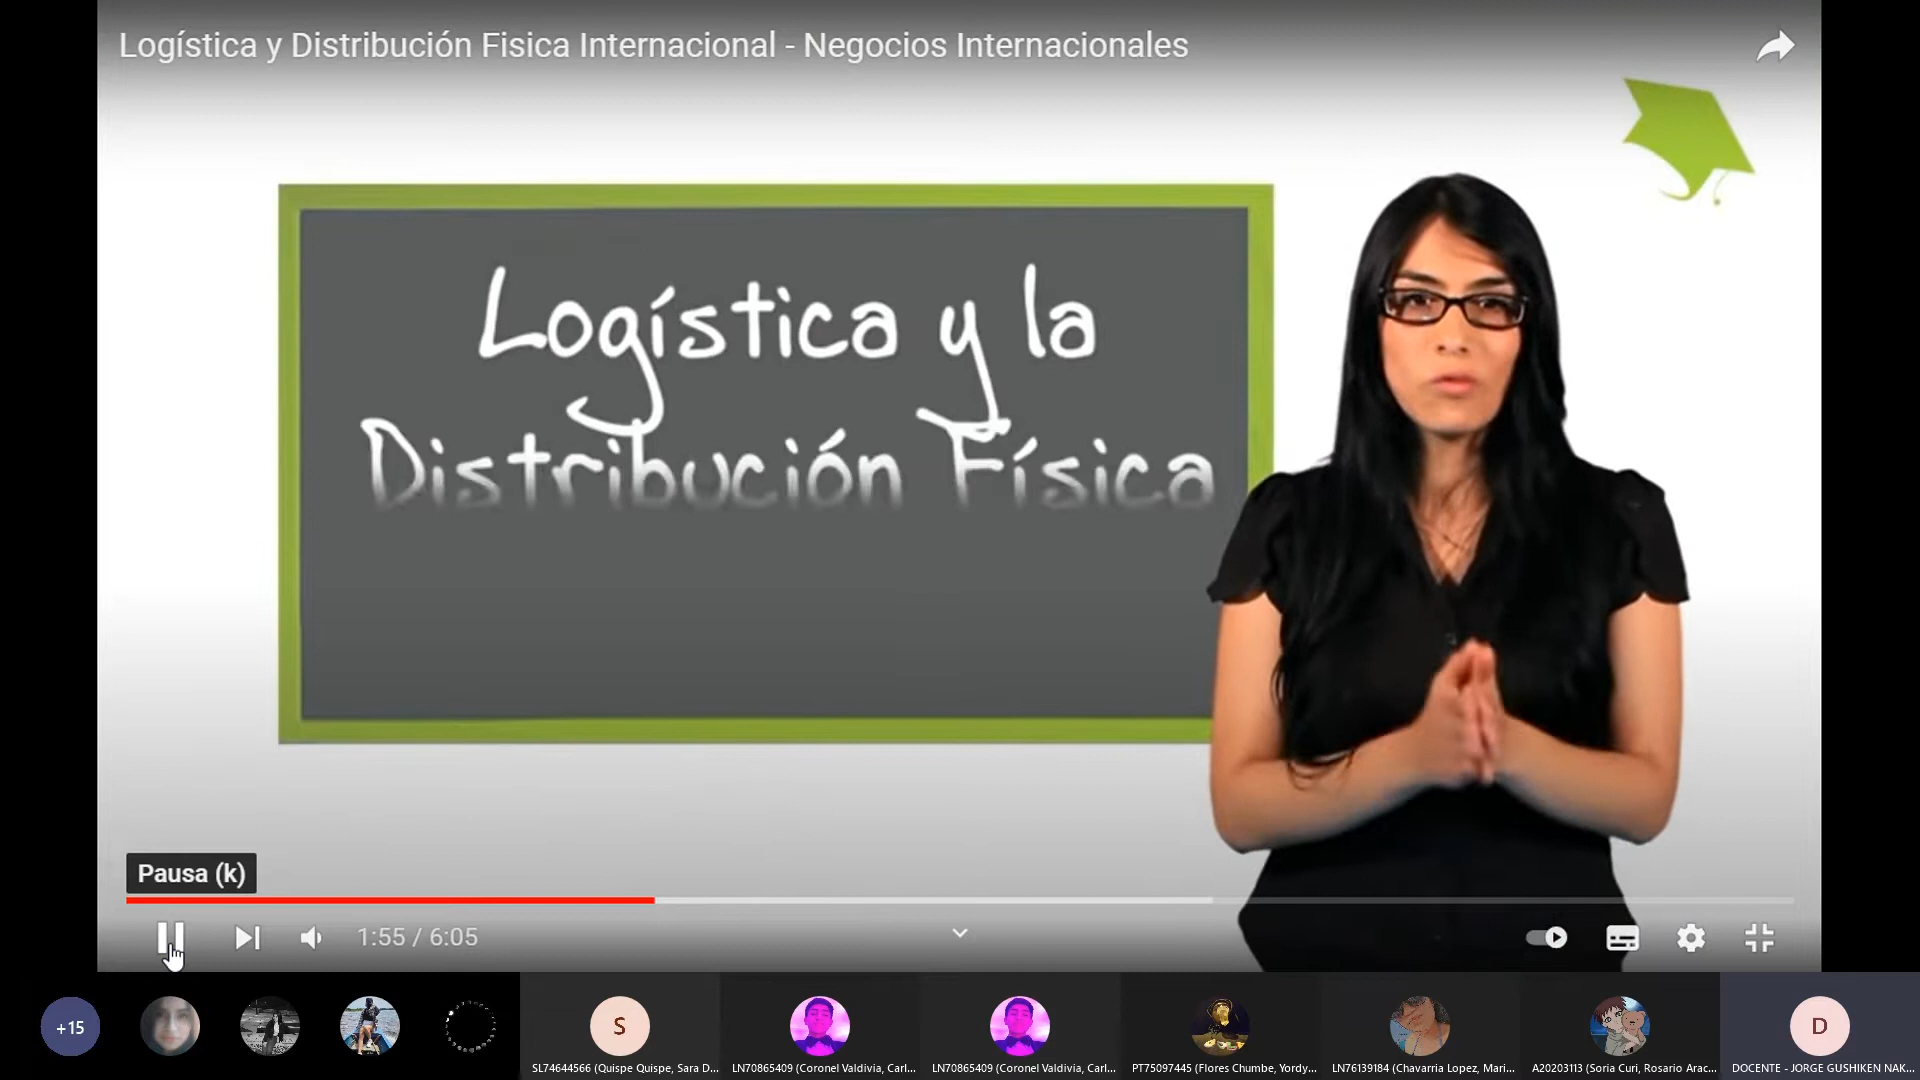 Logística y Distribución Fisica Internacional - Negocios Internacionales
Logística y la
Distribución Física
Pausa (k)
1:55 / 6:05
+15
S
D
SL74644566 (Quispe Quispe, Sara D...
LN70865409 (Coronel Valdivia, Carl...
LN70865409 (Coronel Valdivia, Carl...
PT75097445 (Flores Chumbe, Yordy...
LN76139184 (Chavarria Lopez, Mari...
A20203113 (Soria Curi, Rosario Arac...
DOCENTE - JORGE GUSHIKEN NAK...